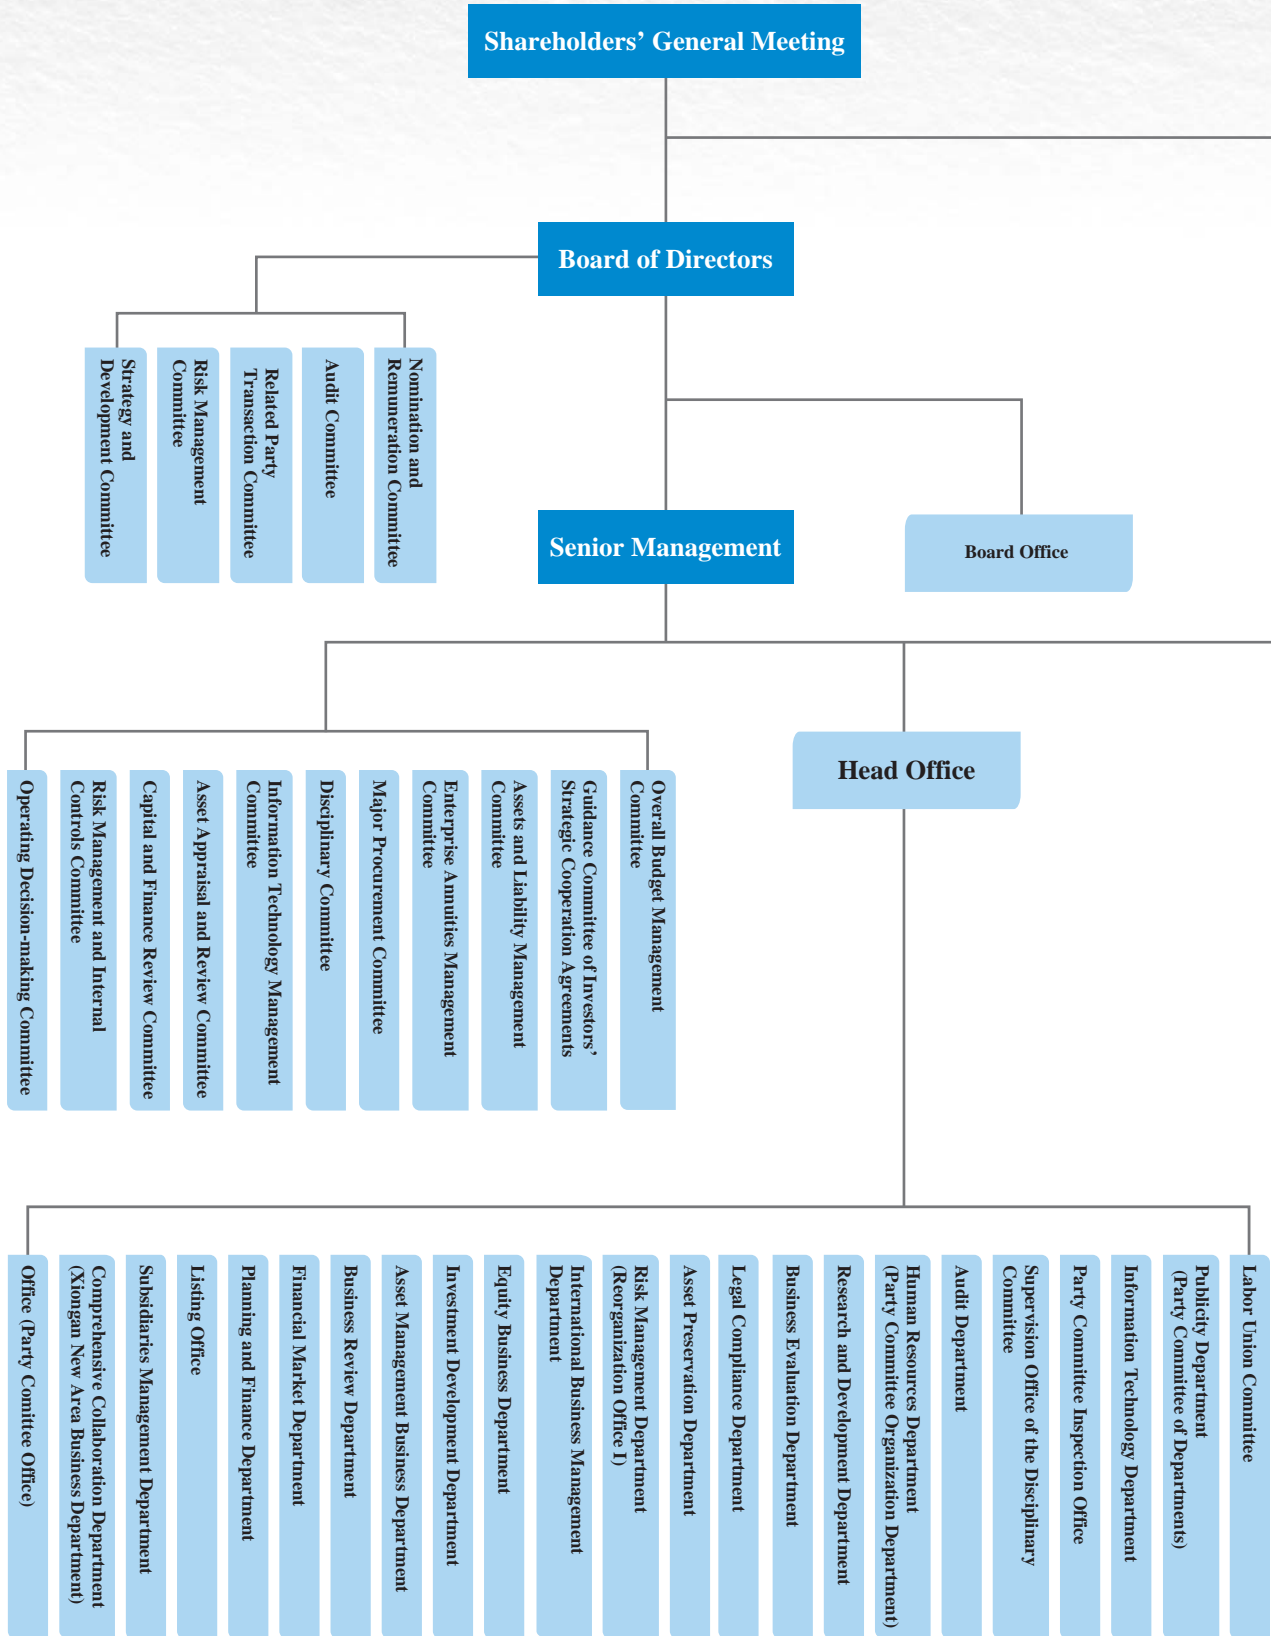 Shareholders’ General Meeting
Board of Directors
Strategy and
Development Committee
Risk Management
Committee
Related Party
Transaction Committee
Audit Committee
Nomination and
Remuneration Committee
Senior Management
Board Office
Head Office
Operating Decision-making Committee
Risk Management and Internal
Controls Committee
Capital and Finance Review Committee
Asset Appraisal and Review Committee
Information Technology Management
Committee
Disciplinary Committee
Major Procurement Committee
Enterprise Annuities Management
Committee
Assets and Liability Management
Committee
Guidance Committee of Investors’
Strategic Cooperation Agreements
Overall Budget Management
Committee
Office (Party Comittee Office)
Comprehensive Collaboration Department
(Xiongan New Area Business Department)
Subsidiaries Management Department
Listing Office
Planning and Finance Department
Financial Market Department
Business Review Department
Asset Management Business Department
Investment Development Department
Equity Business Department
International Business Management
Department
Risk Management Department
(Reorganization Office I)
Asset Preservation Department
Legal Compliance Department
Business Evaluation Department
Research and Development Department
Human Resources Department
(Party Committee Organization Department)
Audit Department
Supervision Office of the Disciplinary
Committee
Party Committee Inspection Office
Information Technology Department
Publicity Department
(Party Committee of Departments)
Labor Union Committee